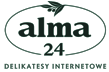 alma
24
DELIKATESY INTERNETOWE